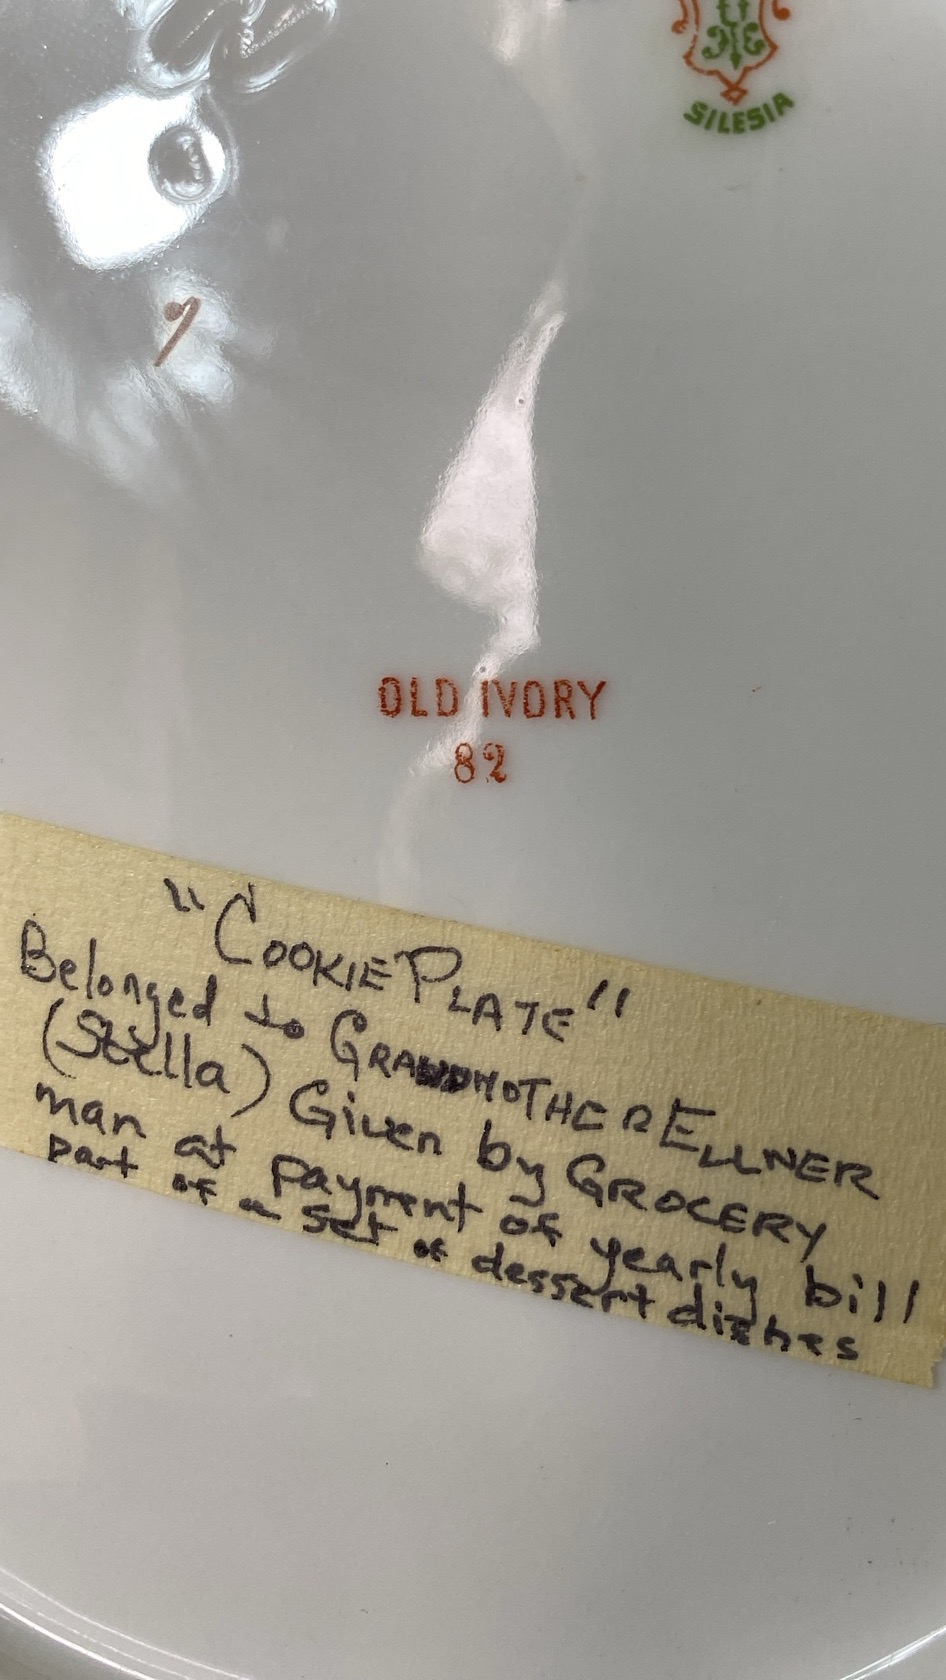 SILESIA
OLD IVORY
82
"COOKIE PLATE"
Belonged to GRANDMOTHER ELLNER
(Stella) Given by GROCERY
man at payment of yearly bill
part of a set of dessert dishes